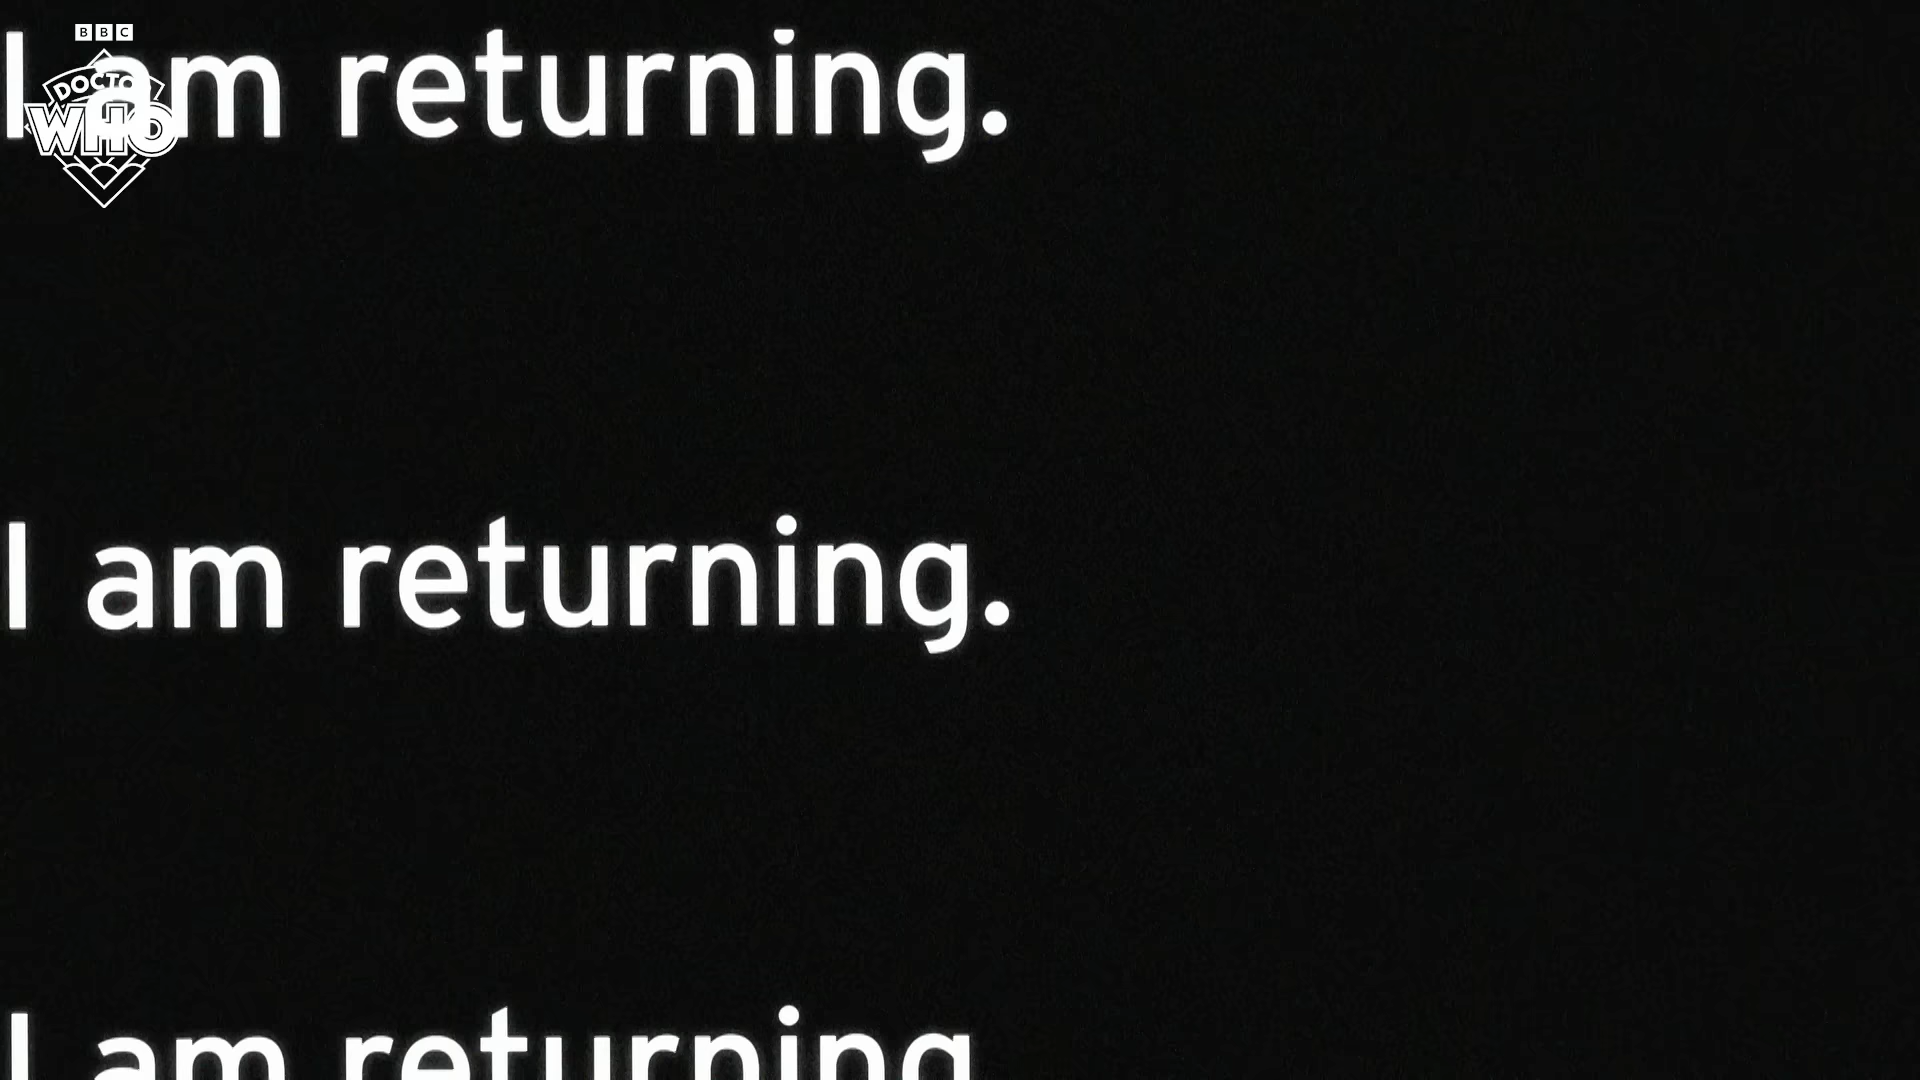 BBC
DOCTOR
WHO
I am returning.
I am returning.
I am returning